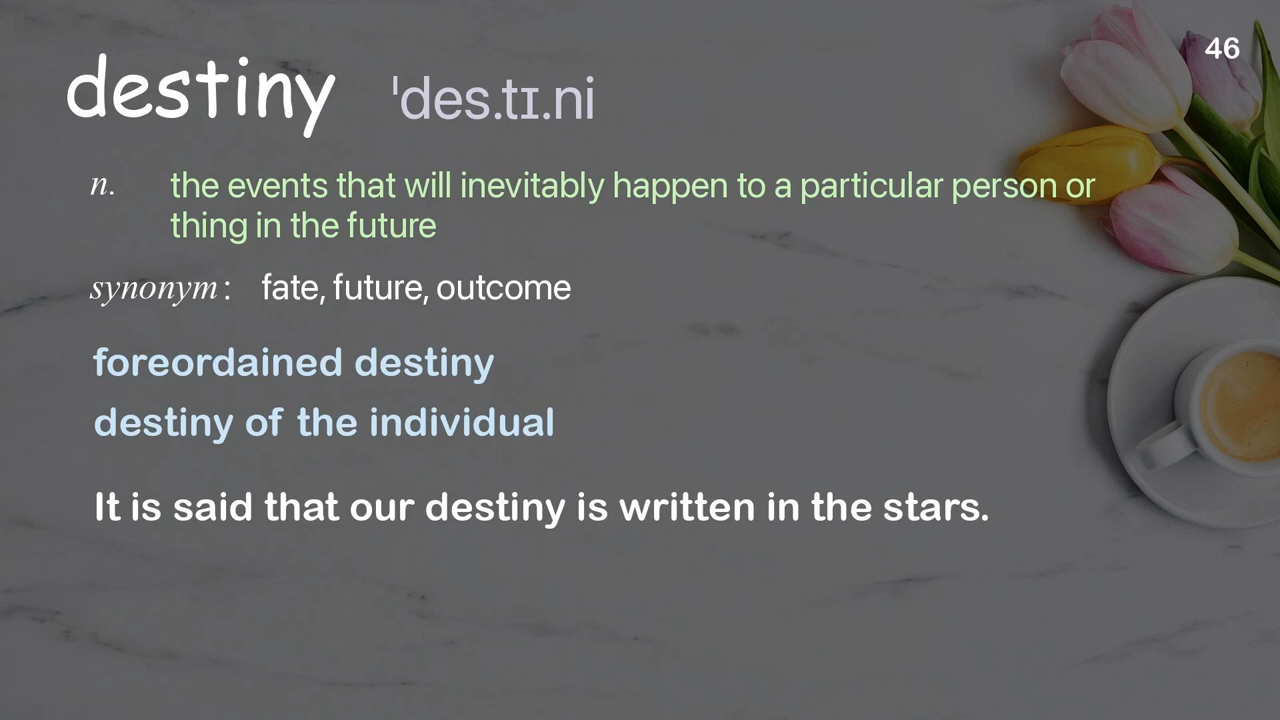 46
destiny ˈdes.tɪ.ni
n. the events that will inevitably happen to a particular person or
thing in the future
synonym: fate, future, outcome
foreordained destiny
destiny of the individual
It is said that our destiny is written in the stars.